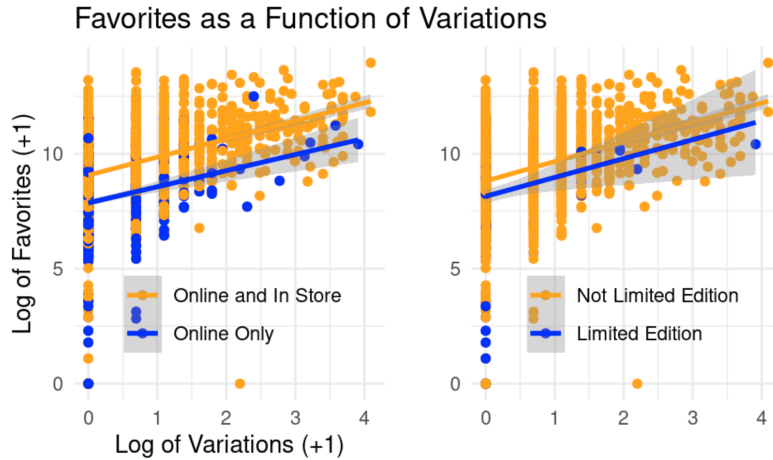 Favorites as a Function of Variations
Log of Favorites (+1)
10
5
0
Online and In Store
Online Only
0 1 2 3 4
Log of Variations (+1)
10
5
0
Not Limited Edition
Limited Edition
0 1 2 3 4